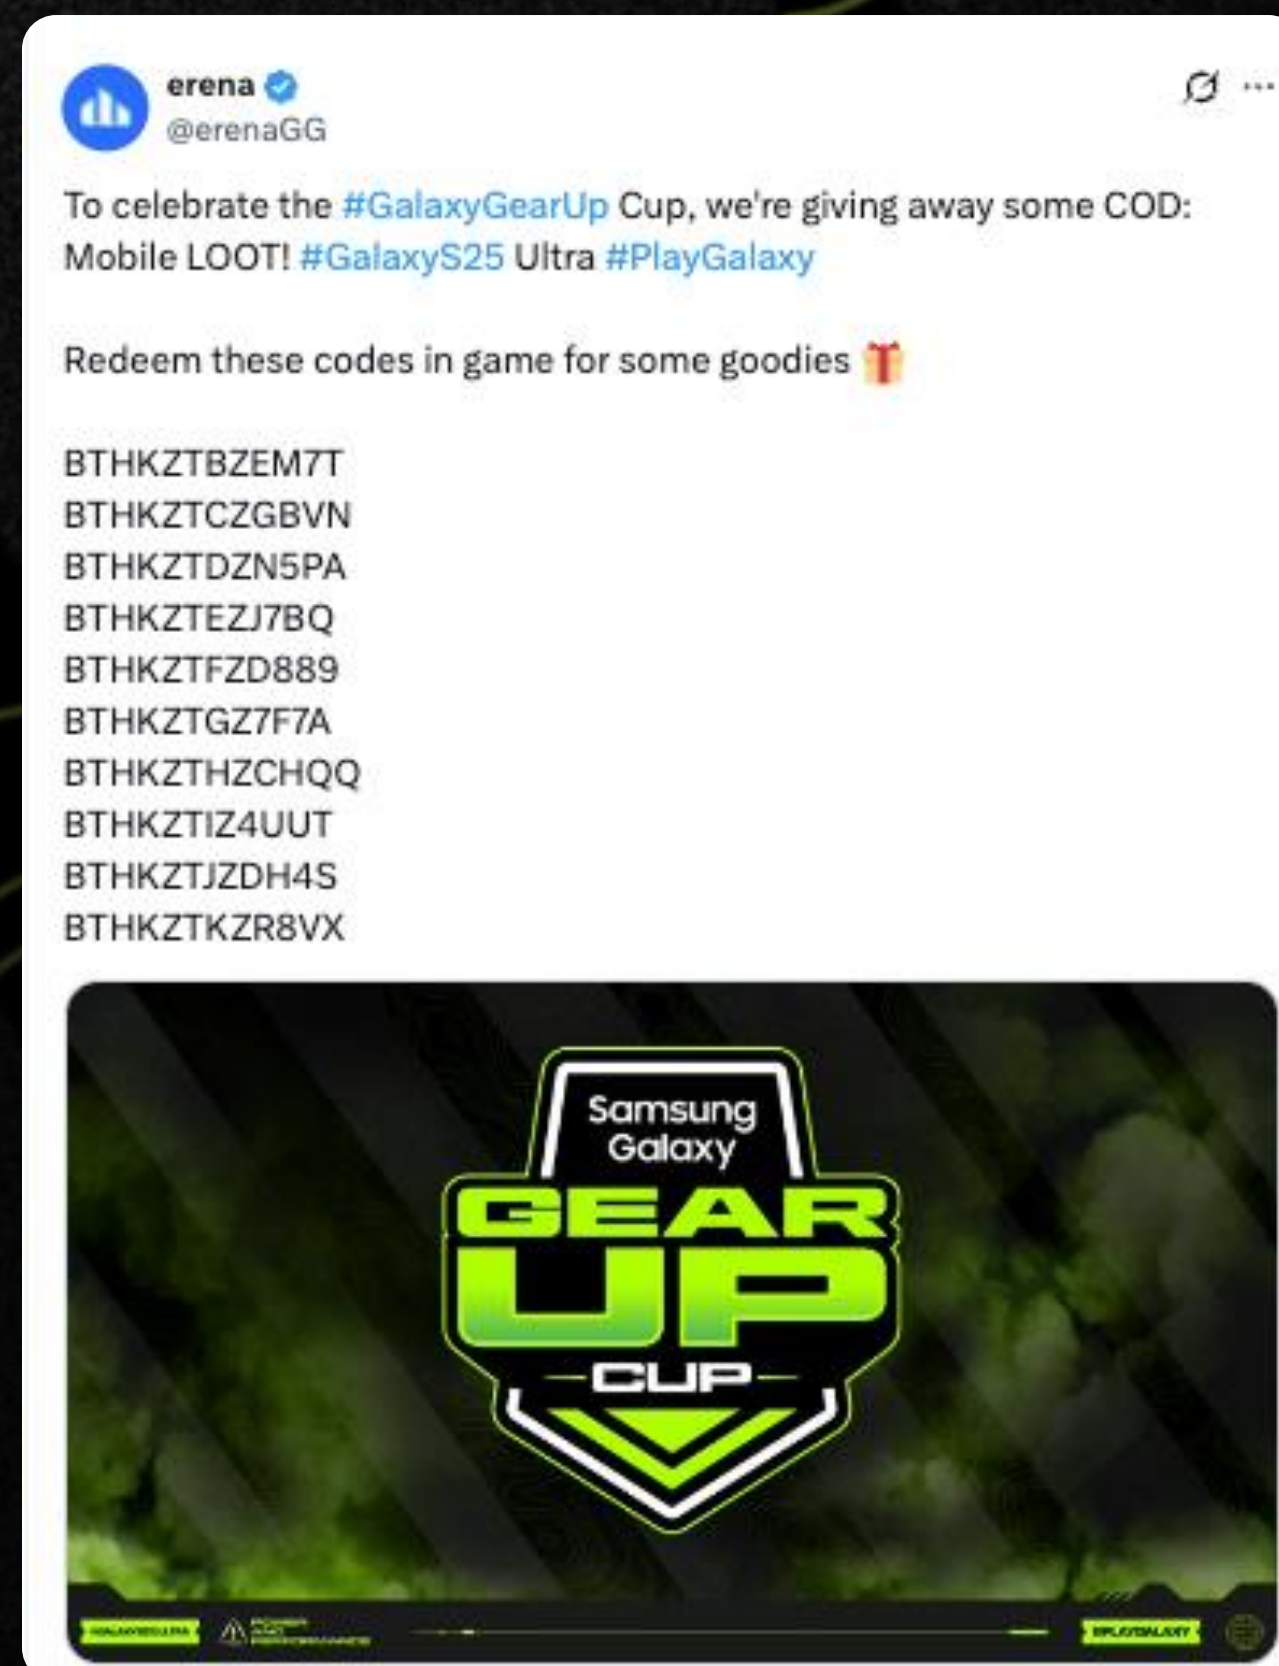 erena
@erenaGG
To celebrate the #GalaxyGearUp Cup, we're giving away some COD:
Mobile LOOT! #GalaxyS25 Ultra #PlayGalaxy
Redeem these codes in game for some goodies 🎁
BTHKZTBZEM7T
BTHKZTCZGBVN
BTHKZTDZN5PA
BTHKZTEZJ7BQ
BTHKZTFZD889
BTHKZTGZ7F7A
BTHKZTHZCHQQ
BTHKZTIZ4UUT
BTHKZTJZDH4S
BTHKZTKZR8VX
Samsung
Galaxy
GEAR
UP
CUP
#PLAYGALAXY